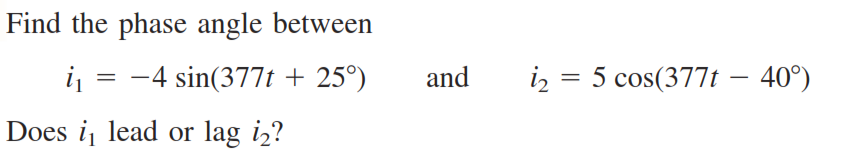 Find the phase angle between
i₁ = −4 sin(377t + 25°) and i₂ = 5 cos(377t − 40°)
Does i₁ lead or lag i₂?